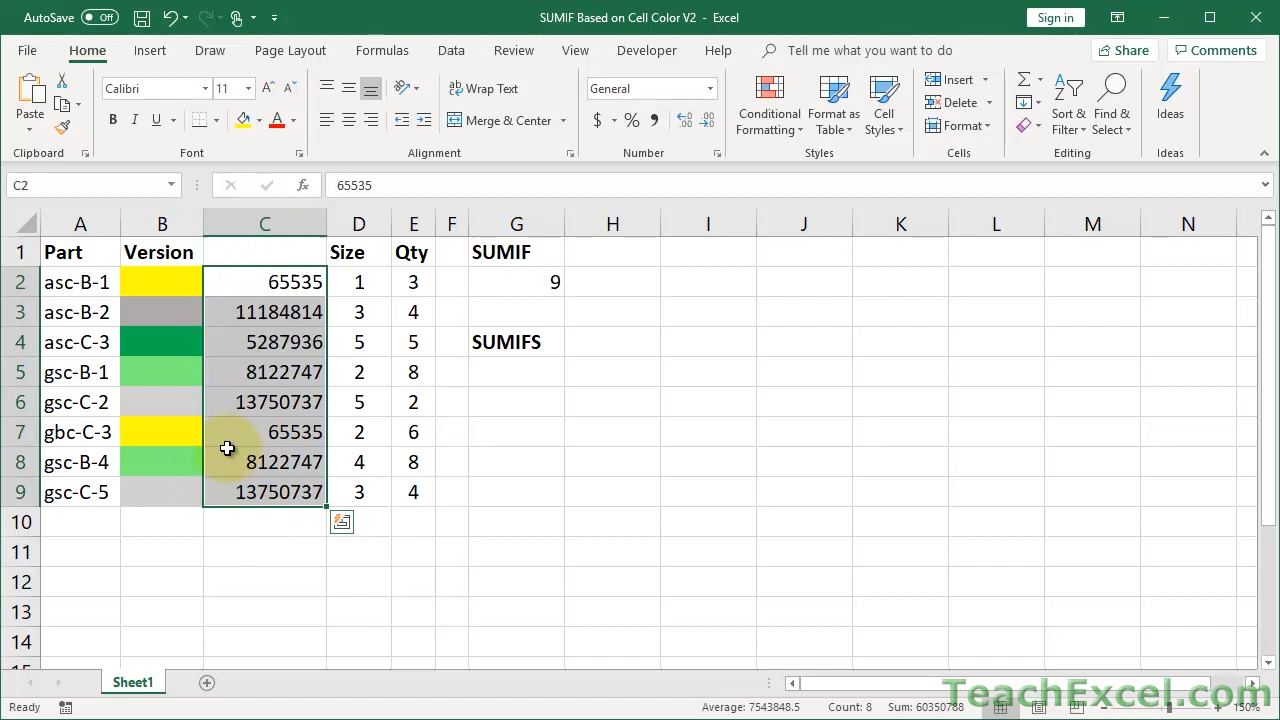 AutoSave Off
SUMIF Based on Cell Color V2 - Excel
Sign in
File Home Insert Draw Page Layout Formulas Data Review View Developer Help Tell me what you want to do Share Comments
Paste
Clipboard
Calibri 11
B I U A
Font
Wrap Text
Merge & Center
Alignment
General
$ % 9
Number
Conditional Formatting
Format as Table
Cell Styles
Styles
Insert
Delete
Format
Cells
Sort & Filter
Find & Select
Editing
Ideas
Ideas
C2 fx 65535
A B C D E F G H I J K L M N
1 Part Version Size Qty SUMIF
2 asc-B-1 65535 1 3 9
3 asc-B-2 11184814 3 4
4 asc-C-3 5287936 5 5 SUMIFS
5 gsc-B-1 8122747 2 8
6 gsc-C-2 13750737 5 2
7 gbc-C-3 65535 2 6
8 gsc-B-4 8122747 4 8
9 gsc-C-5 13750737 3 4
10
11
12
13
14
15
Sheet1
Ready
Average: 7543848.5 Count: 8 Sum: 60350788
150%
TeachExcel.com